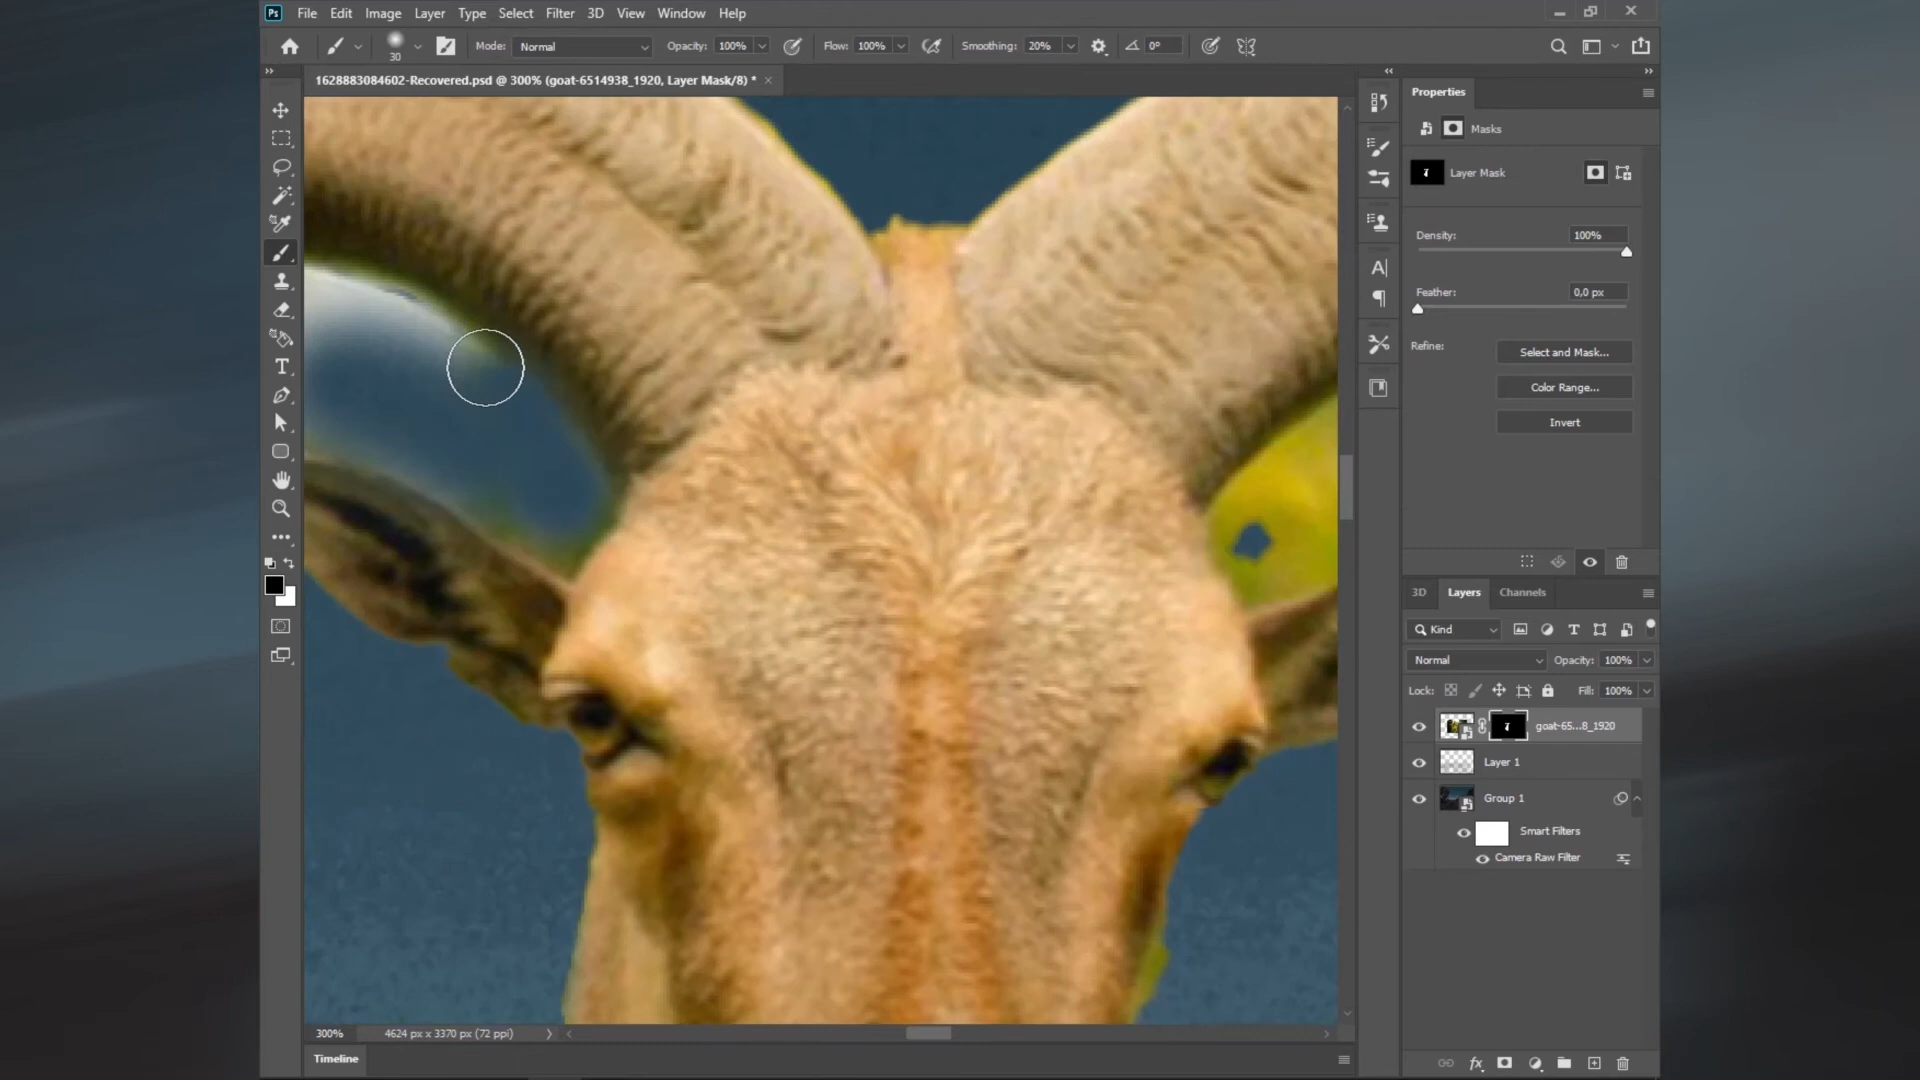 Ps File Edit Image Layer Type Select Filter 3D View Window Help
30 Mode: Normal Opacity: 100% Flow: 100% Smoothing: 20% 0°
1628883084602-Recovered.psd @ 300% (goat-6514938_1920, Layer Mask/8) * ×
Properties
Masks
Layer Mask
Density: 100%
Feather: 0,0 px
Refine: Select and Mask...
Color Range...
Invert
3D Layers Channels
Kind
Normal Opacity: 100%
Lock: Fill: 100%
goat-65...8_1920
Layer 1
Group 1
Smart Filters
Camera Raw Filter
fx
300% 4624 px x 3370 px (72 ppi)
Timeline